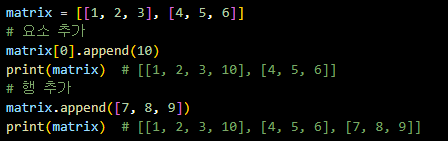 matrix = [[1, 2, 3], [4, 5, 6]]
# 요소 추가
matrix[0].append(10)
print(matrix)  # [[1, 2, 3, 10], [4, 5, 6]]
# 행 추가
matrix.append([7, 8, 9])
print(matrix)  # [[1, 2, 3, 10], [4, 5, 6], [7, 8, 9]]